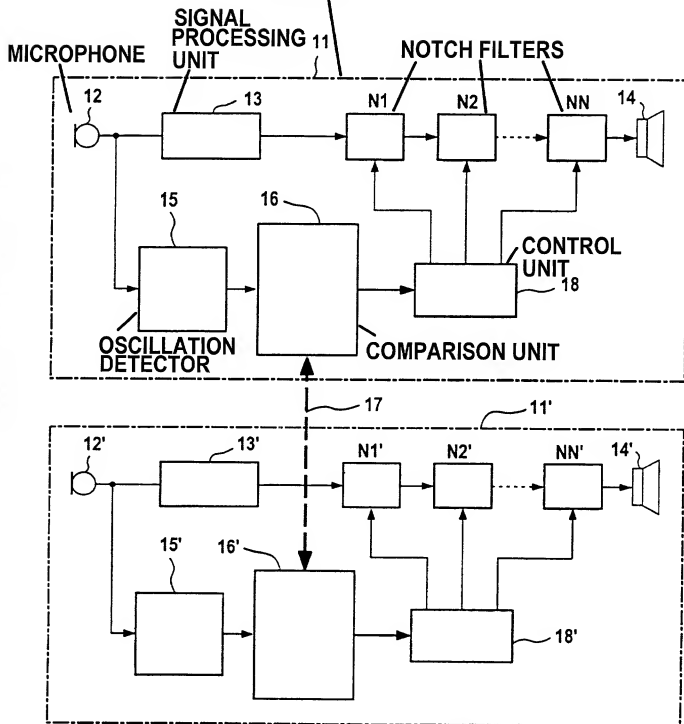 SIGNAL
PROCESSING
UNIT
MICROPHONE
11
NOTCH FILTERS
12
13
N1
N2
NN
14
15
16
CONTROL
UNIT
18
OSCILLATION
DETECTOR
COMPARISON UNIT
17
11'
12'
13'
N1'
N2'
NN'
14'
15'
16'
18'